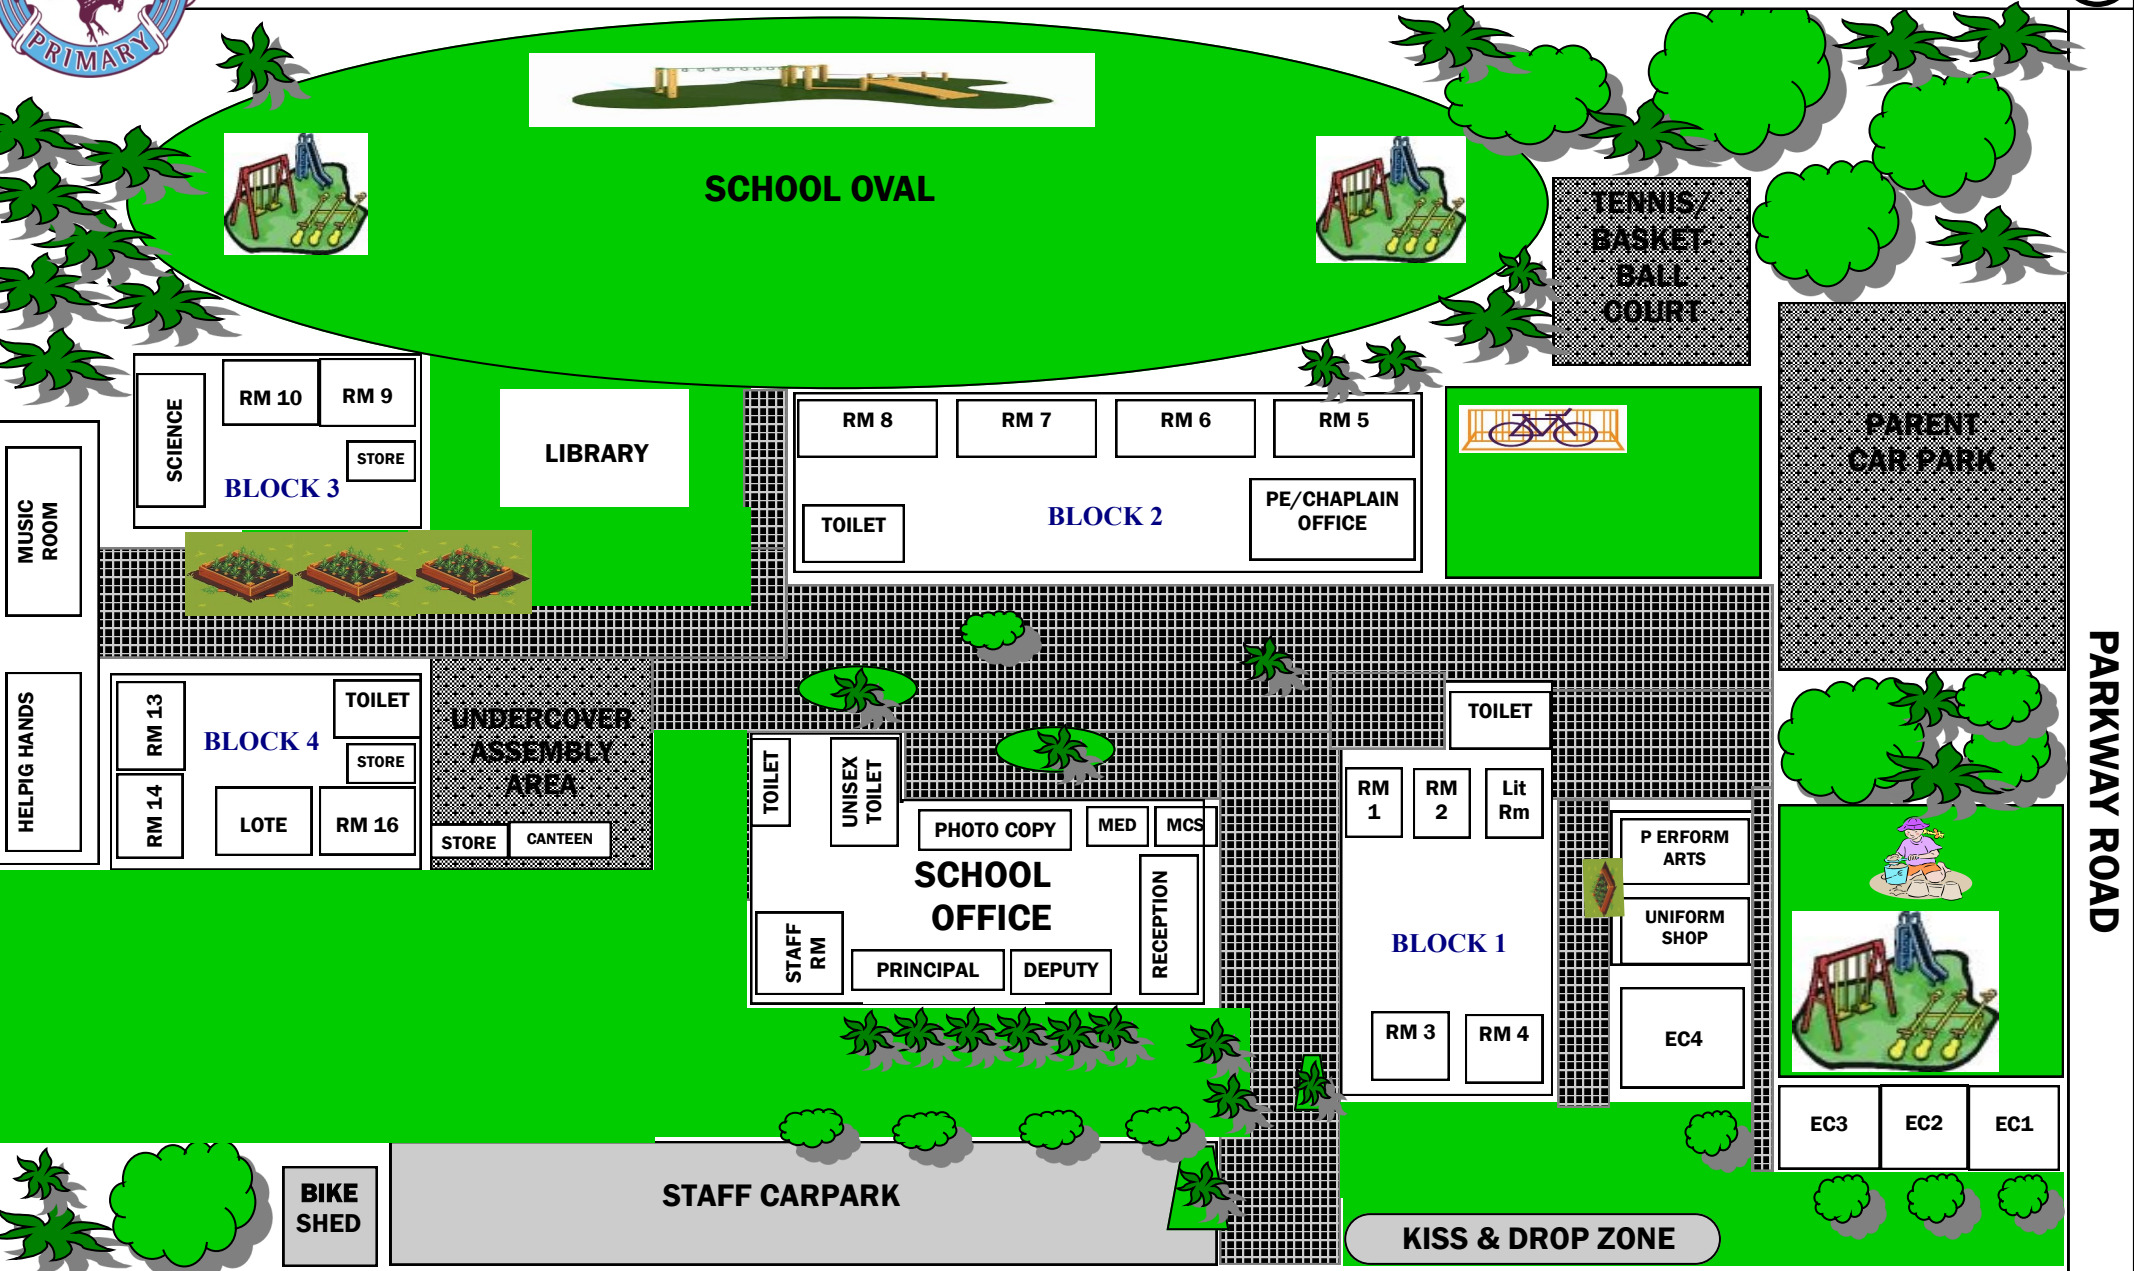 PRIMARY
SCHOOL OVAL
TENNIS/
BASKET-
BALL
COURT
PARENT
CAR PARK
PARKWAY ROAD
SCIENCE
RM 10
RM 9
STORE
BLOCK 3
LIBRARY
RM 8
RM 7
RM 6
RM 5
TOILET
BLOCK 2
PE/CHAPLAIN
OFFICE
MUSIC
ROOM
HELPIG HANDS
RM 13
RM 14
BLOCK 4
TOILET
STORE
LOTE
RM 16
UNDERCOVER
ASSEMBLY
AREA
STORE
CANTEEN
TOILET
UNISEX
TOILET
PHOTO COPY
MED
MCS
SCHOOL
OFFICE
STAFF
RM
PRINCIPAL
DEPUTY
RECEPTION
TOILET
RM
1
RM
2
Lit
Rm
BLOCK 1
RM 3
RM 4
P ERFORM
ARTS
UNIFORM
SHOP
EC4
EC3
EC2
EC1
BIKE
SHED
STAFF CARPARK
KISS & DROP ZONE